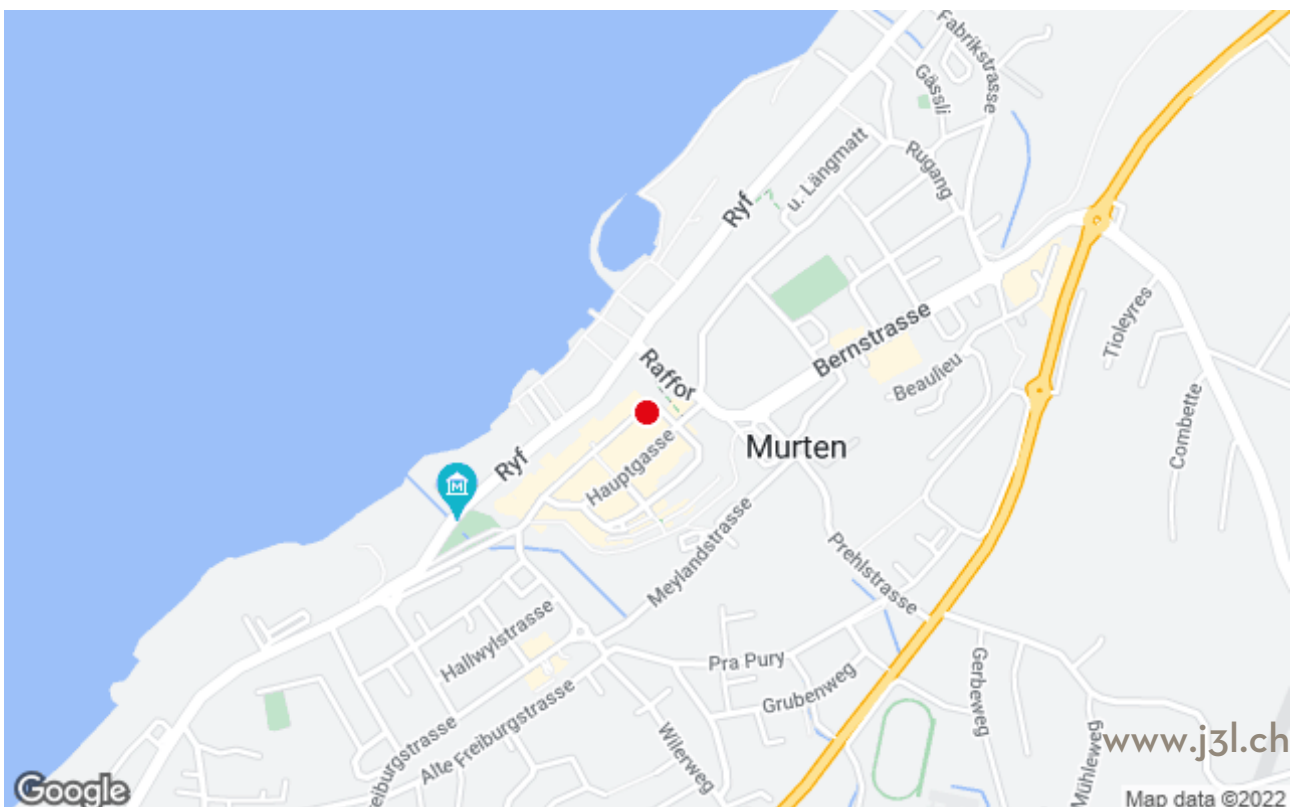 Fabrikstrasse
Gässli
Rugang
u. Längmatt
Ryf
Bernstrasse
Tioleyres
Raffor
Beaulieu
Combette
Murten
Hauptgasse
Ryf
M
Meylandstrasse
Prehlstrasse
Hallwylstrasse
Pra Pury
Grubenweg
Gerbeweg
Alte Freiburgstrasse
Wilerweg
Mühleweg
www.j3l.ch
eiburgstrasse
Google
Map data ©2022